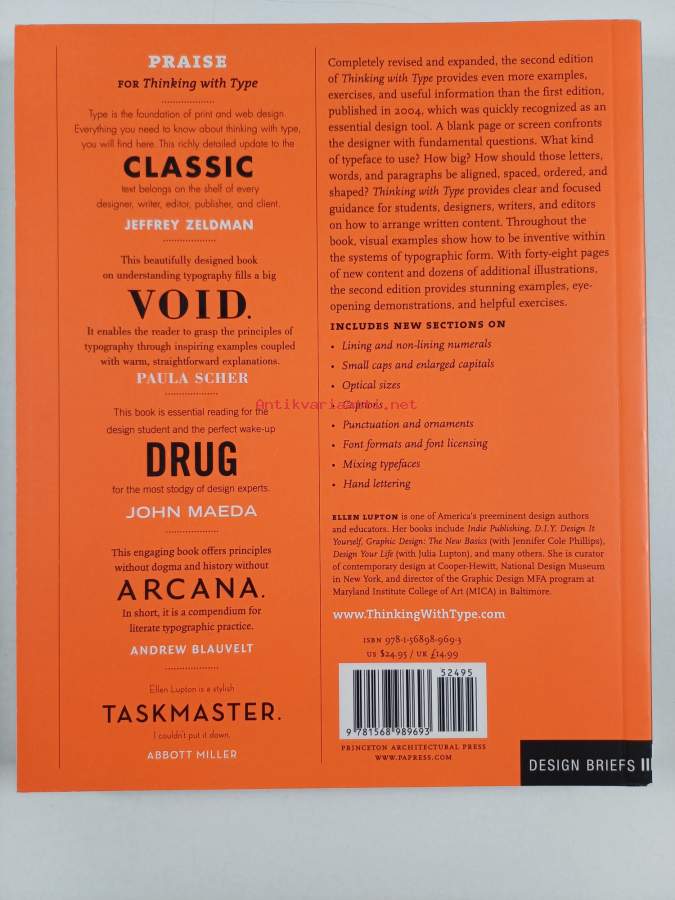 PRAISE
FOR Thinking with Type
Type is the foundation of print and web design.
Everything you need to know about thinking with type,
you will find here. This richly detailed update to the
CLASSIC
text belongs on the shelf of every
designer, writer, editor, publisher, and client.
JEFFREY ZELDMAN
This beautifully designed book
on understanding typography fills a big
VOID.
It enables the reader to grasp the principles of
typography through inspiring examples coupled
with warm, straightforward explanations.
PAULA SCHER
This book is essential reading for the
design student and the perfect wake-up
DRUG
for the most stodgy of design experts.
JOHN MAEDA
This engaging book offers principles
without dogma and history without
ARCANA.
In short, it is a compendium for
literate typographic practice.
ANDREW BLAUVELT
Ellen Lupton is a stylish
TASKMASTER.
I couldn't put it down.
ABBOTT MILLER
Completely revised and expanded, the second edition
of Thinking with Type provides even more examples,
exercises, and useful information than the first edition,
published in 2004, which was quickly recognized as an
essential design tool. A blank page or screen confronts
the designer with fundamental questions. What kind
of typeface to use? How big? How should those letters,
words, and paragraphs be aligned, spaced, ordered, and
shaped? Thinking with Type provides clear and focused
guidance for students, designers, writers, and editors
on how to arrange written content. Throughout the
book, visual examples show how to be inventive within
the systems of typographic form. With forty-eight pages
of new content and dozens of additional illustrations,
the second edition provides stunning examples, eye-
opening demonstrations, and helpful exercises.
INCLUDES NEW SECTIONS ON
• Lining and non-lining numerals
• Small caps and enlarged capitals
• Optical sizes
• Captions
• Punctuation and ornaments
• Font formats and font licensing
• Mixing typefaces
• Hand lettering
ELLEN LUPTON is one of America's preeminent design authors
and educators. Her books include Indie Publishing, D.I.Y. Design It
Yourself, Graphic Design: The New Basics (with Jennifer Cole Phillips),
Design Your Life (with Julia Lupton), and many others. She is curator
of contemporary design at Cooper-Hewitt, National Design Museum
in New York, and director of the Graphic Design MFA program at
Maryland Institute College of Art (MICA) in Baltimore.
www.ThinkingWithType.com
ISBN 978-1-56898-969-3
US $24.95 / UK £14.99
52495
9 781568 989693
PRINCETON ARCHITECTURAL PRESS
WWW.PAPRESS.COM
DESIGN BRIEFS
Antikvariaatti.net